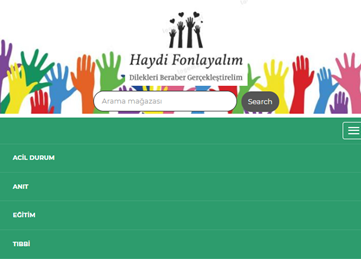 Haydi Fonlayalım
Dilekleri Beraber Gerçekleştirelim
Arama mağazası
Search
ACİL DURUM
ANIT
EĞİTİM
TIBBİ